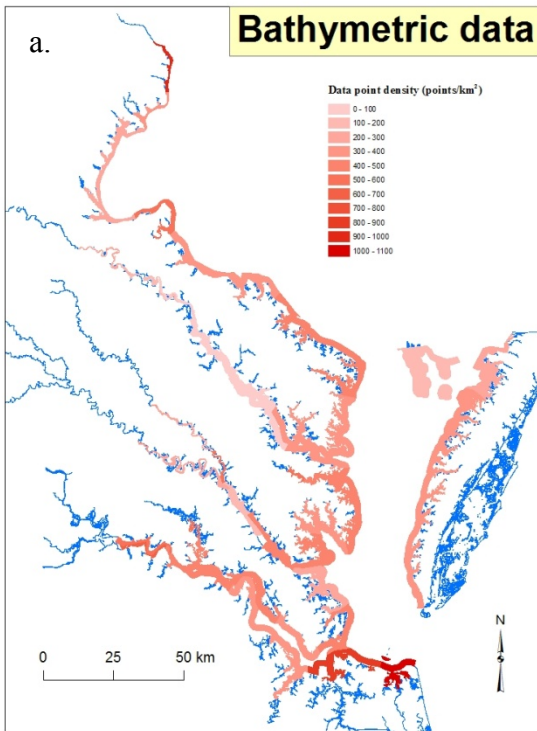 a.
Bathymetric data
Data point density (points/km²)
0 - 100
100 - 200
200 - 300
300 - 400
400 - 500
500 - 600
600 - 700
700 - 800
800 - 900
900 - 1000
1000 - 1100
N
0 25 50 km